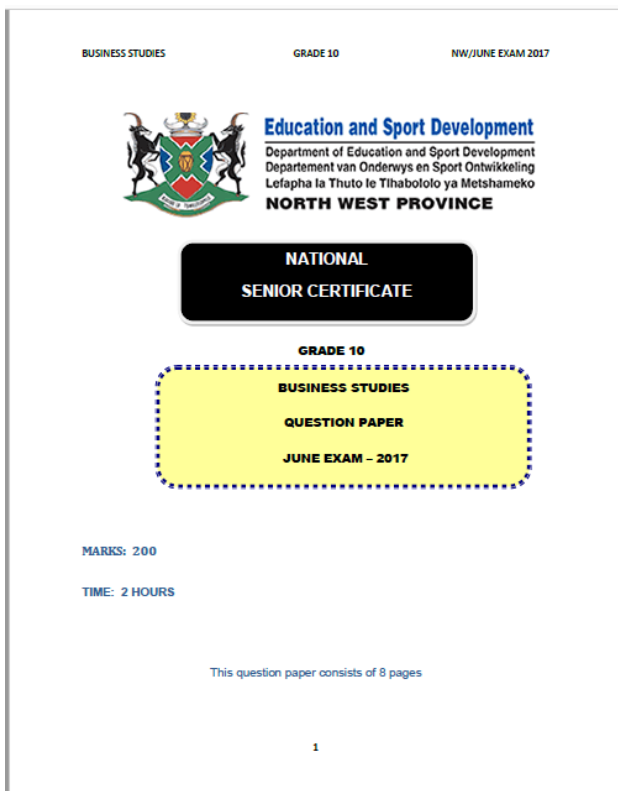 BUSINESS STUDIES GRADE 10 NW/JUNE EXAM 2017
Education and Sport Development
Department of Education and Sport Development
Departement van Onderwys en Sport Ontwikkeling
Lefapha la Thuto le Tlhabololo ya Metshameko
NORTH WEST PROVINCE
NATIONAL
SENIOR CERTIFICATE
GRADE 10
BUSINESS STUDIES
QUESTION PAPER
JUNE EXAM – 2017
MARKS: 200
TIME: 2 HOURS
This question paper consists of 8 pages
1